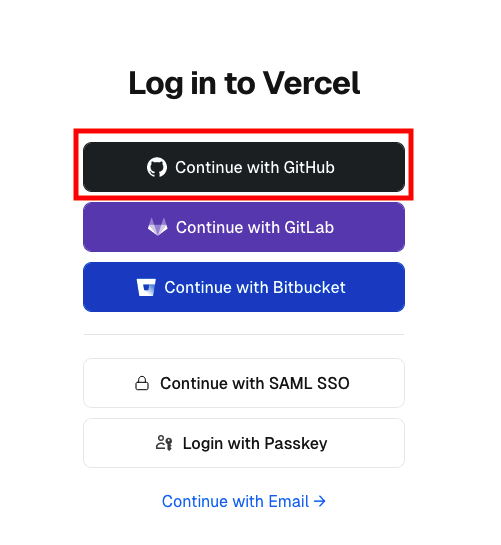 Log in to Vercel
Continue with GitHub
Continue with GitLab
Continue with Bitbucket
Continue with SAML SSO
Login with Passkey
Continue with Email →